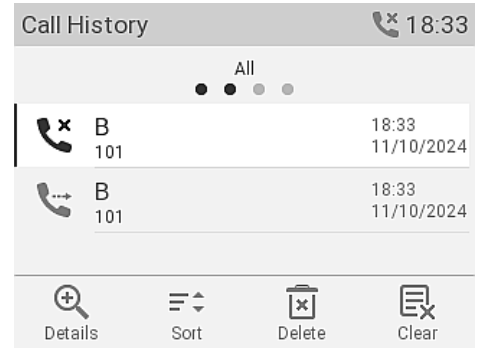 Call History 18:33
All
B
101
18:33
11/10/2024
B
101
18:33
11/10/2024
Details Sort Delete Clear